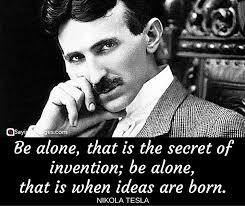 Be alone, that is the secret of
invention; be alone,
that is when ideas are born.
NIKOLA TESLA